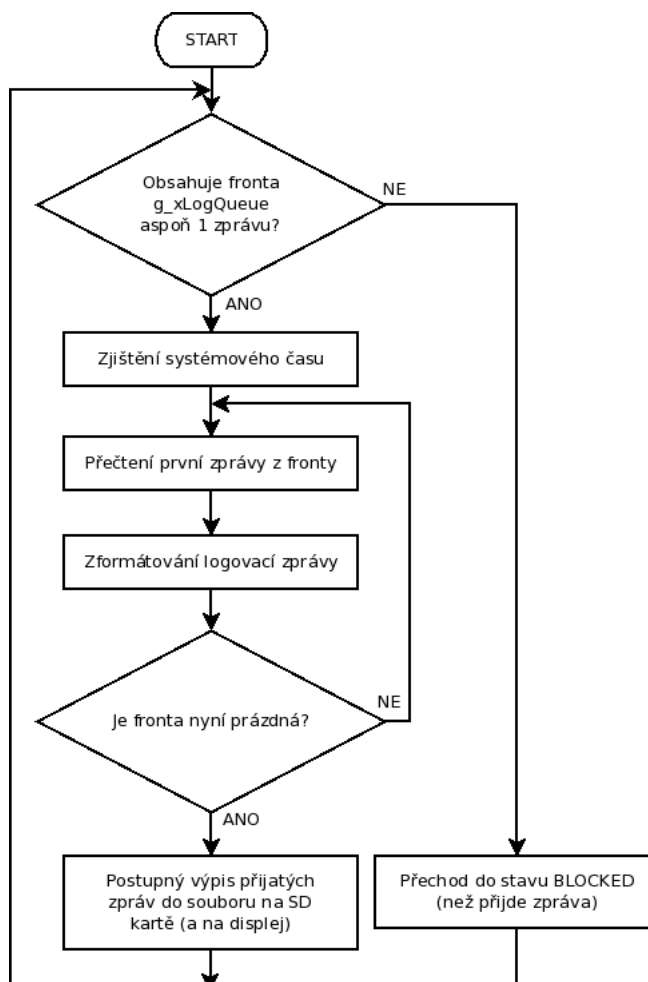 START
Obsahuje fronta
g_xLogQueue
aspoň 1 zprávu?
NE
ANO
Zjištění systémového času
Přečtení první zprávy z fronty
Zformátování logovací zprávy
Je fronta nyní prázdná?
NE
ANO
Postupný výpis přijatých
zpráv do souboru na SD
kartě (a na displej)
Přechod do stavu BLOCKED
(než přijde zpráva)